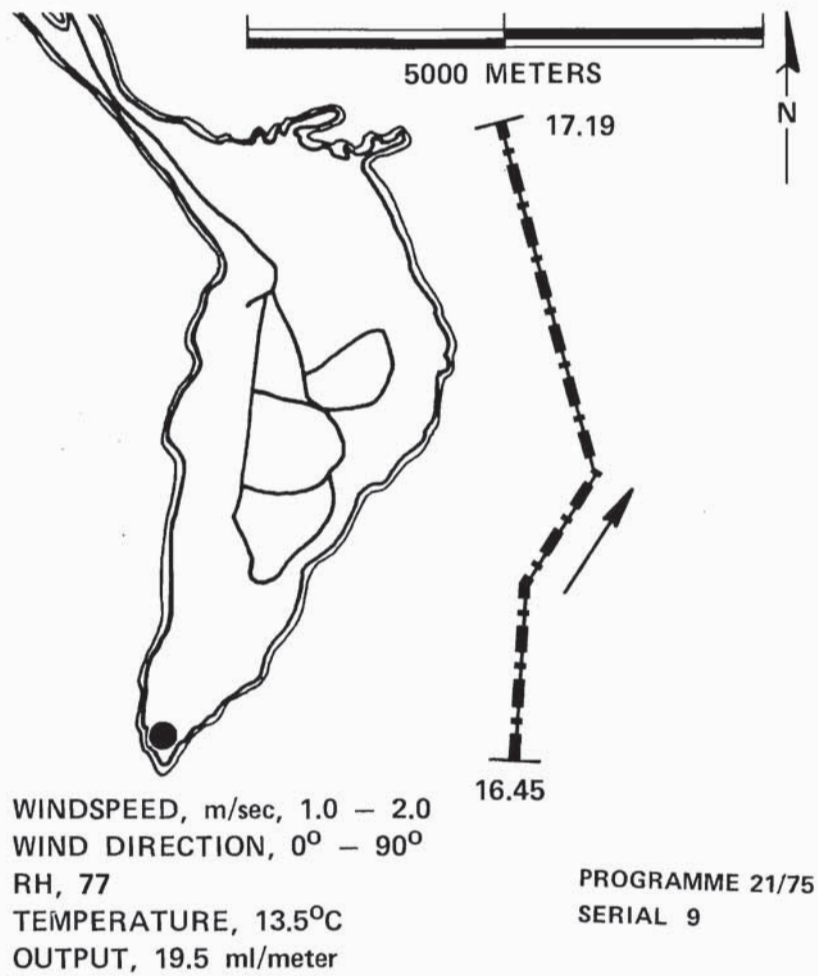 5000 METERS
N
17.19
16.45
WINDSPEED, m/sec, 1.0 – 2.0
WIND DIRECTION, 0° – 90°
RH, 77
TEMPERATURE, 13.5°C
OUTPUT, 19.5 ml/meter
PROGRAMME 21/75
SERIAL 9